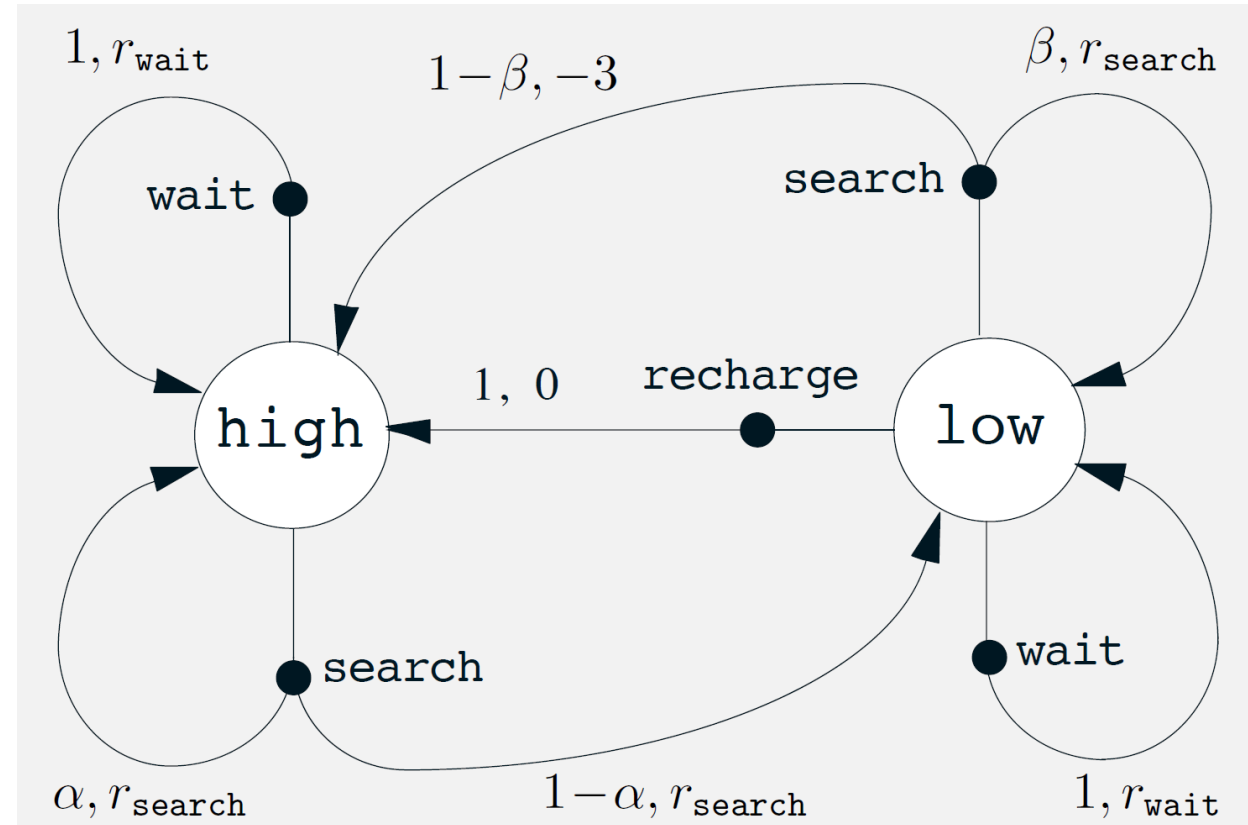 1, r_wait
1−β, −3
β, r_search
wait
search
1, 0
recharge
high
low
search
wait
α, r_search
1−α, r_search
1, r_wait